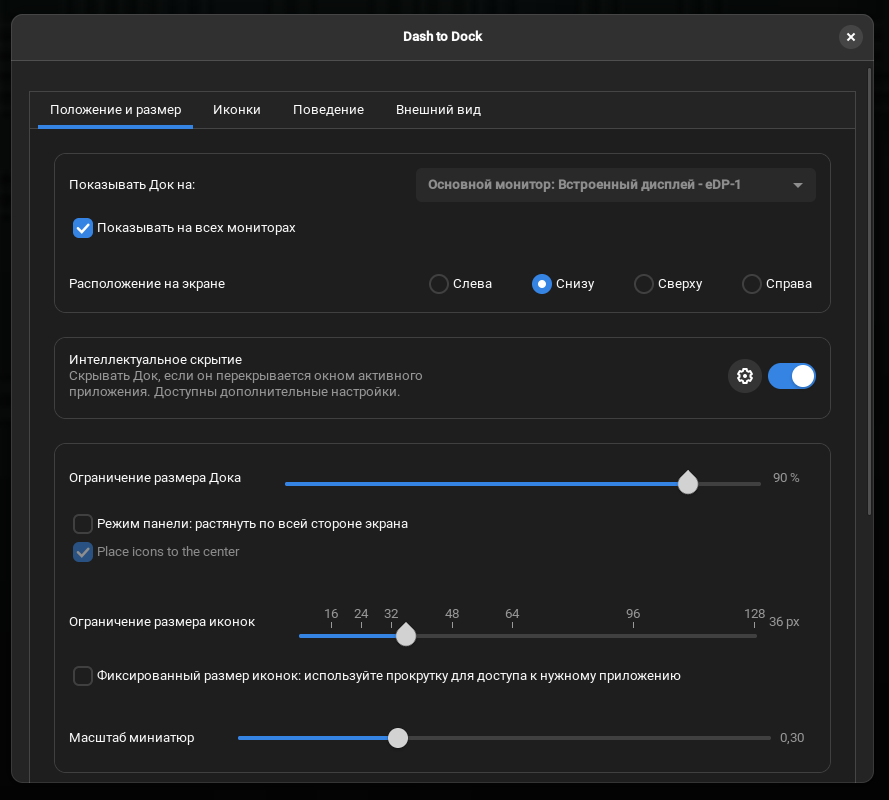 Dash to Dock
Положение и размер Иконки Поведение Внешний вид
Показывать Док на: Основной монитор: Встроенный дисплей - eDP-1
Показывать на всех мониторах
Расположение на экране Слева Снизу Сверху Справа
Интеллектуальное скрытие
Скрывать Док, если он перекрывается окном активного
приложения. Доступны дополнительные настройки.
Ограничение размера Дока 90 %
Режим панели: растянуть по всей стороне экрана
Place icons to the center
16 24 32 48 64 96 128
Ограничение размера иконок 36 px
Фиксированный размер иконок: используйте прокрутку для доступа к нужному приложению
Масштаб миниатюр 0,30